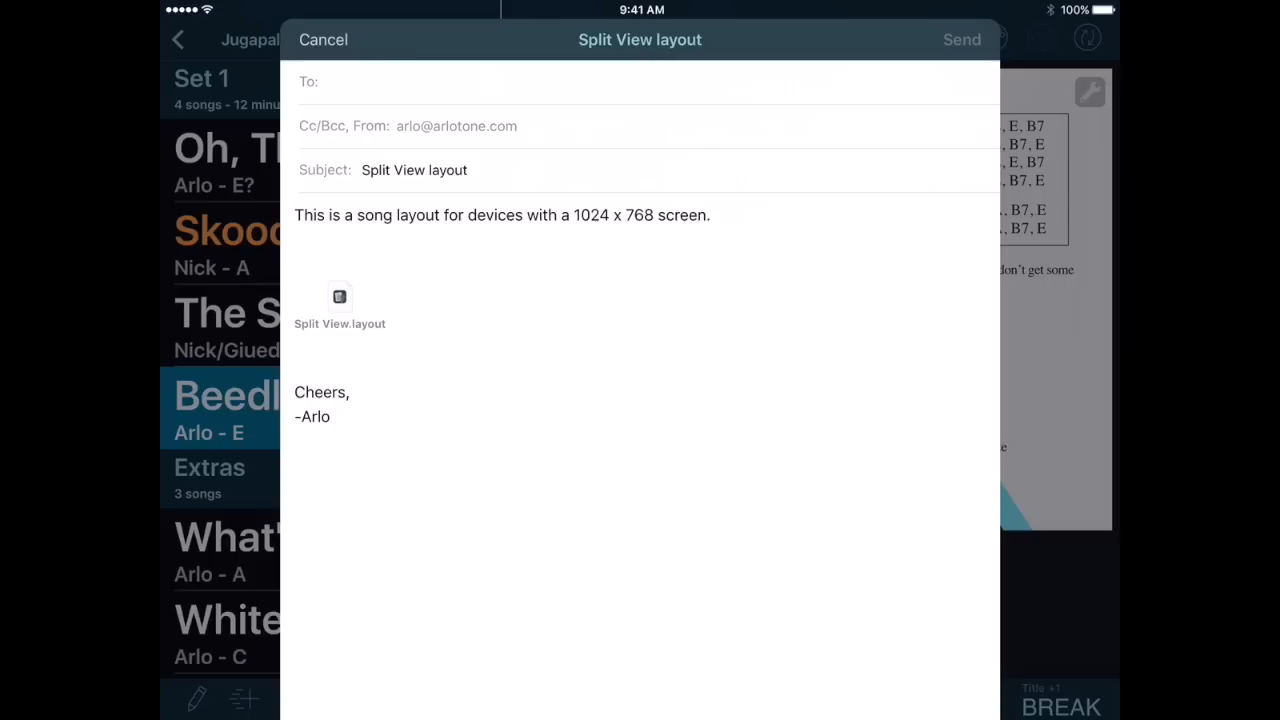 9:41 AM
100%
Jugapal
Set 1
4 songs - 12 minu
Oh, Th
Arlo - E?
Skooc
Nick - A
The S
Nick/Giued
Beedl
Arlo - E
Extras
3 songs
What'
Arlo - A
White
Arlo - C
Cancel
Split View layout
Send
To:
Cc/Bcc, From: arlo@arlotone.com
Subject: Split View layout
This is a song layout for devices with a 1024 x 768 screen.
Split View.layout
Cheers,
-Arlo
, E, B7
, B7, E
, E, B7
, B7, E
, B7, E
, B7, E
don't get some
Title +1
BREAK